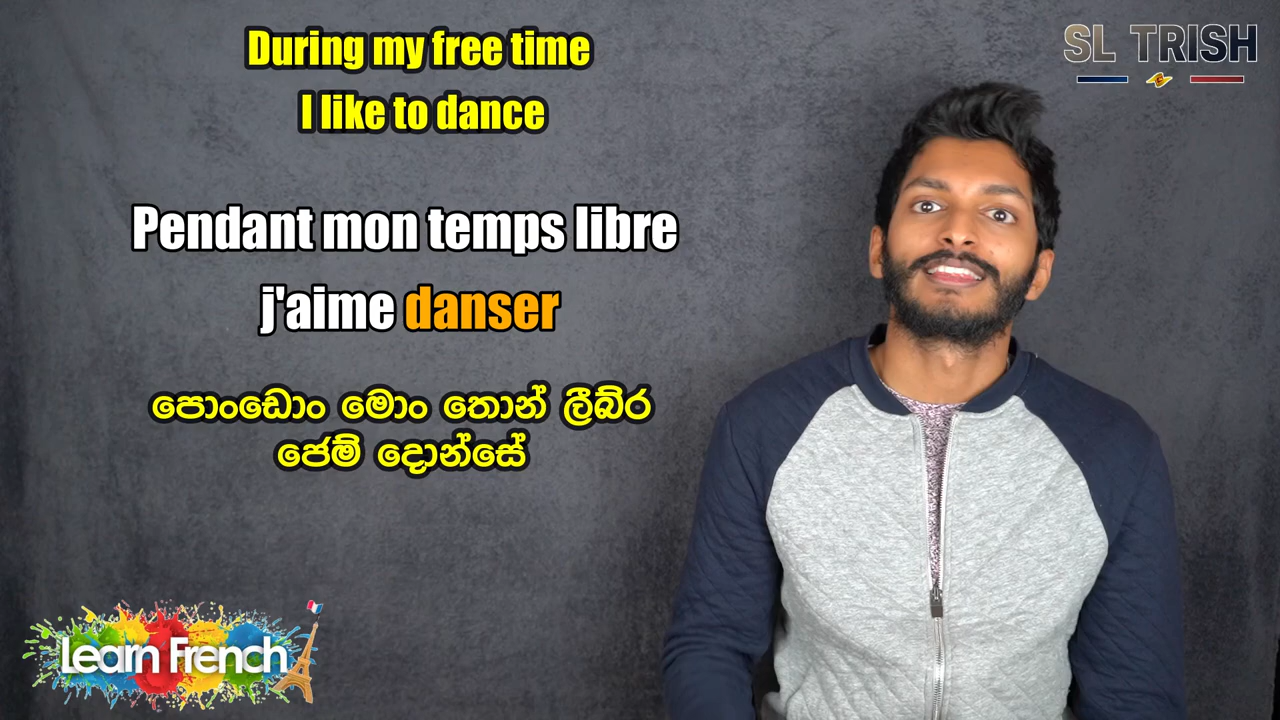 During my free time
I like to dance
SL TRISH
Pendant mon temps libre
j'aime danser
පොංඩොං මොං තොන් ලීබ්ර
ජෙම් දොන්සේ
Learn French